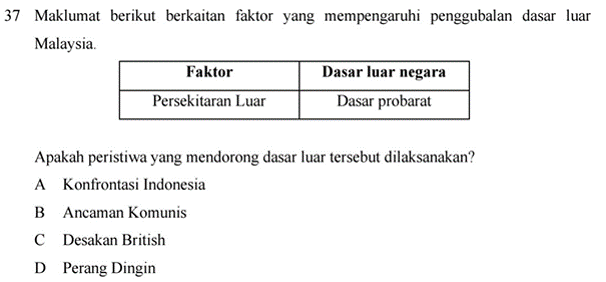 37 Maklumat berikut berkaitan faktor yang mempengaruhi penggubalan dasar luar
Malaysia.
Faktor Dasar luar negara
Persekitaran Luar Dasar probarat
Apakah peristiwa yang mendorong dasar luar tersebut dilaksanakan?
A Konfrontasi Indonesia
B Ancaman Komunis
C Desakan British
D Perang Dingin